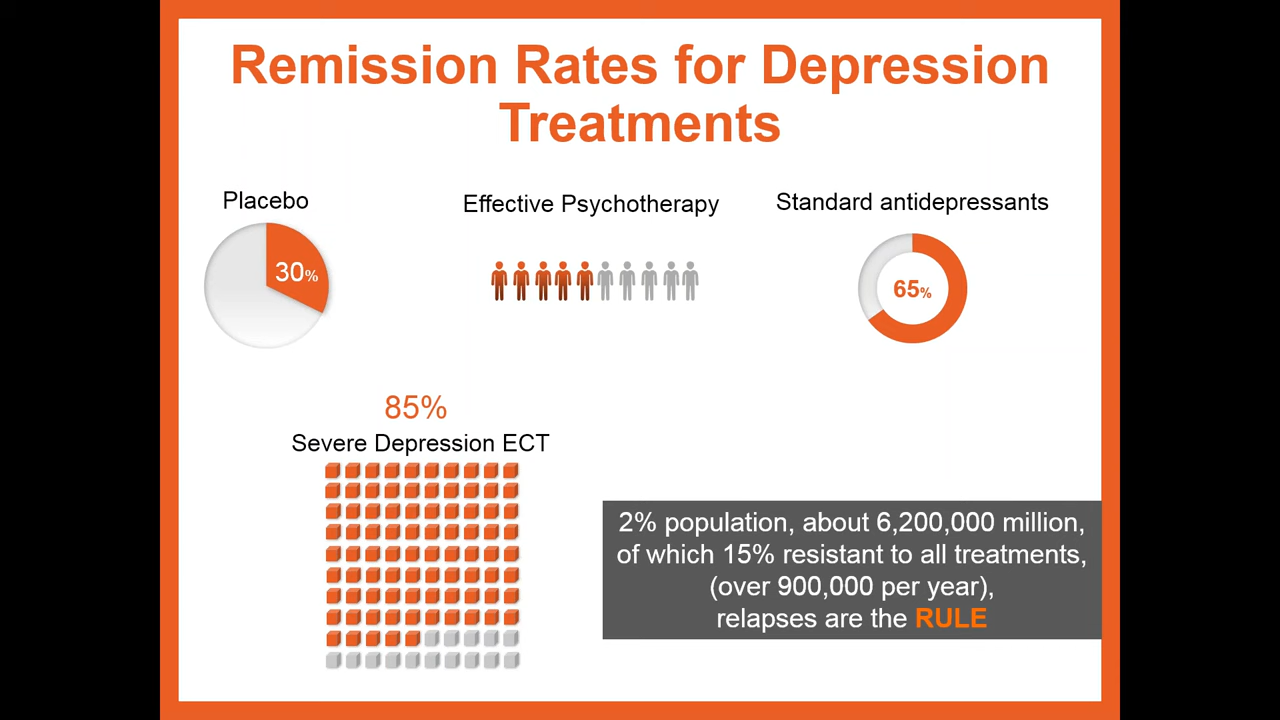 Remission Rates for Depression
Treatments
Placebo
30%
Effective Psychotherapy
Standard antidepressants
65%
85%
Severe Depression ECT
2% population, about 6,200,000 million,
of which 15% resistant to all treatments,
(over 900,000 per year),
relapses are the RULE